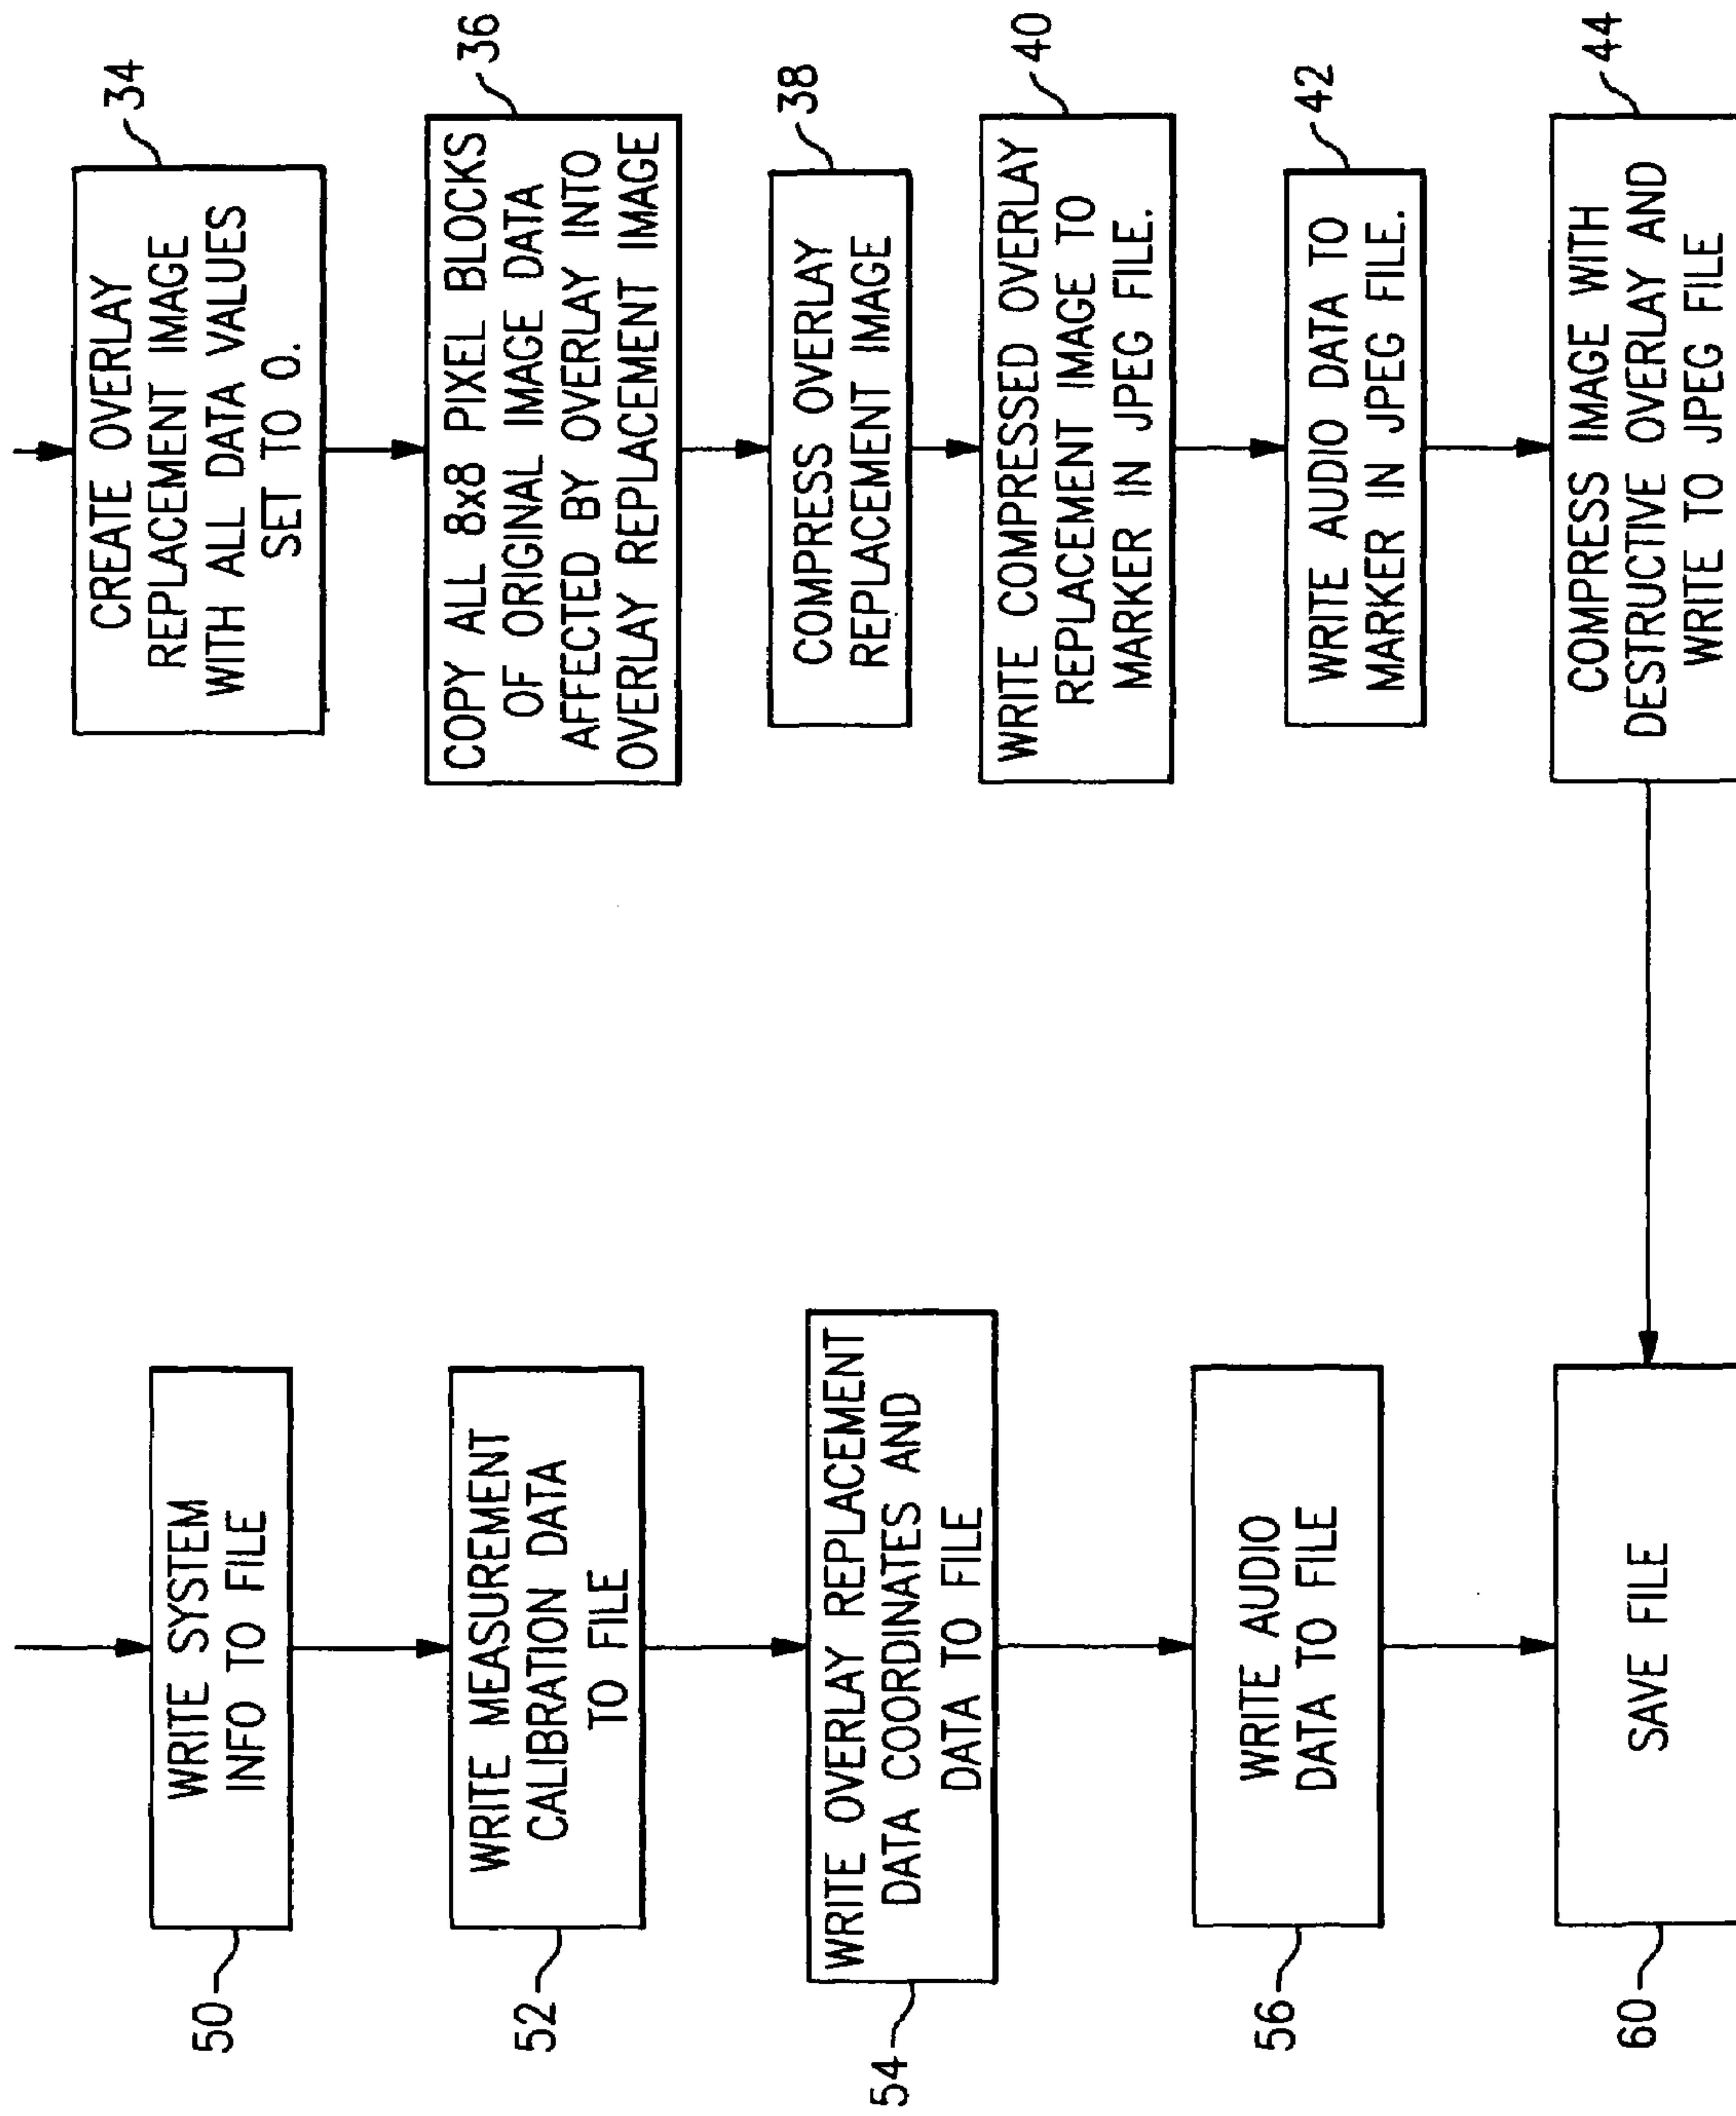 34
CREATE OVERLAY
REPLACEMENT IMAGE
WITH ALL DATA VALUES
SET TO 0.
36
COPY ALL 8x8 PIXEL BLOCKS
OF ORIGINAL IMAGE DATA
AFFECTED BY OVERLAY INTO
OVERLAY REPLACEMENT IMAGE
38
COMPRESS OVERLAY
REPLACEMENT IMAGE
40
WRITE COMPRESSED OVERLAY
REPLACEMENT IMAGE TO
MARKER IN JPEG FILE.
42
WRITE AUDIO DATA TO
MARKER IN JPEG FILE.
44
COMPRESS IMAGE WITH
DESTRUCTIVE OVERLAY AND
WRITE TO JPEG FILE
50
WRITE SYSTEM
INFO TO FILE
52
WRITE MEASUREMENT
CALIBRATION DATA
TO FILE
54
WRITE OVERLAY REPLACEMENT
DATA COORDINATES AND
DATA TO FILE
56
WRITE AUDIO
DATA TO FILE
60
SAVE FILE